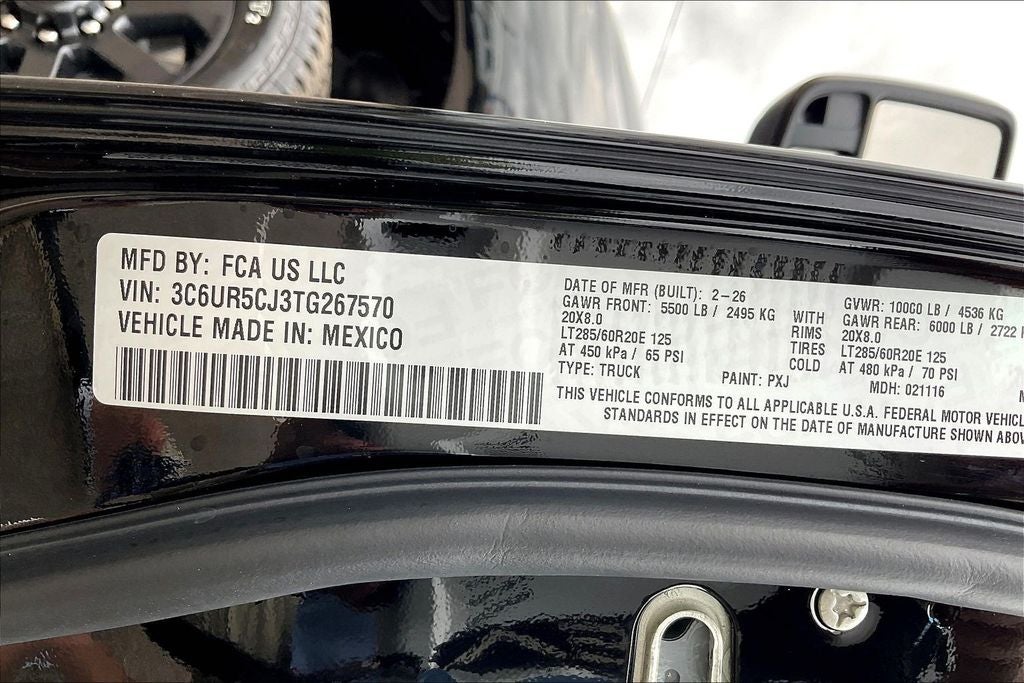 MFD BY: FCA US LLC
VIN: 3C6UR5CJ3TG267570
VEHICLE MADE IN: MEXICO
DATE OF MFR (BUILT): 2-26
GAWR FRONT: 5500 LB / 2495 KG
20X8.0
LT285/60R20E 125
AT 450 kPa / 65 PSI
TYPE: TRUCK
PAINT: PXJ
WITH
RIMS
TIRES
COLD
GVWR: 10000 LB / 4536 KG
GAWR REAR: 6000 LB / 2722
20X8.0
LT285/60R20E 125
AT 480 kPa / 70 PSI
MDH: 021116
THIS VEHICLE CONFORMS TO ALL APPLICABLE U.S.A. FEDERAL MOTOR VEHICL
STANDARDS IN EFFECT ON THE DATE OF MANUFACTURE SHOWN ABOV